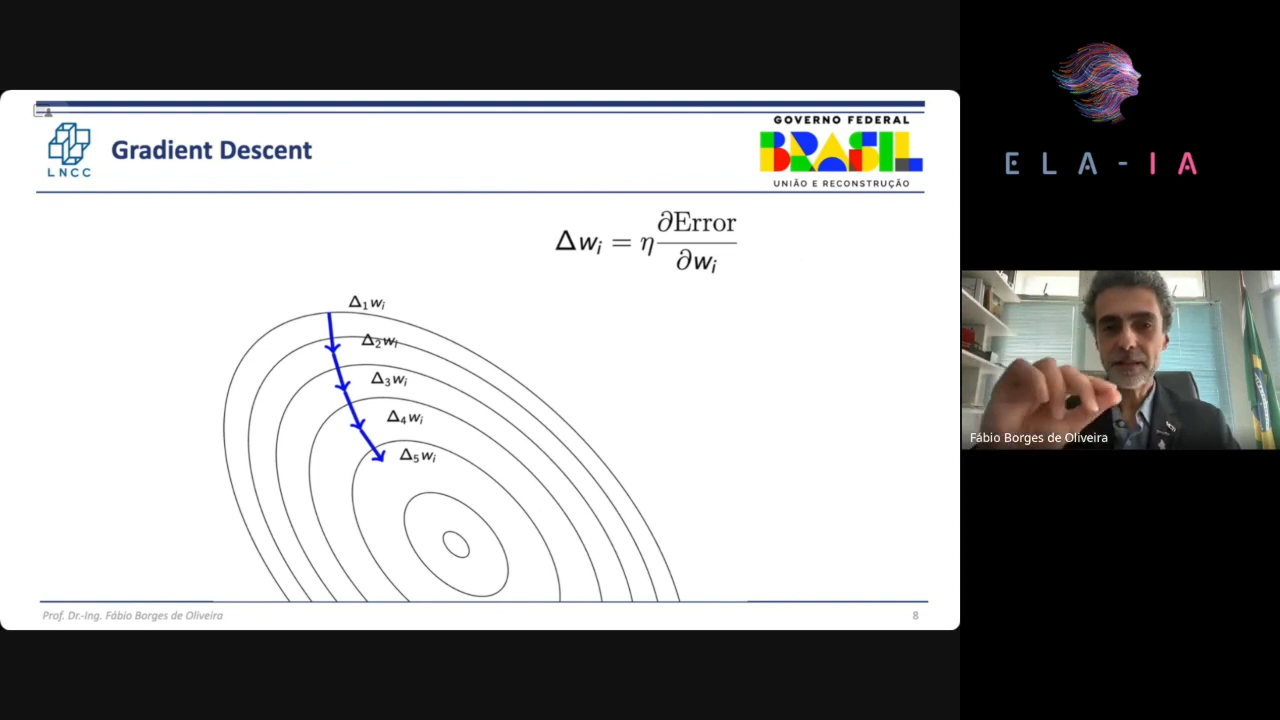 LNCC
Gradient Descent
GOVERNO FEDERAL
BRASIL
UNIÃO E RECONSTRUÇÃO
Δwᵢ = η ∂Error/∂wᵢ
Δ₁wᵢ
Δ₂wᵢ
Δ₃wᵢ
Δ₄wᵢ
Δ₅wᵢ
Prof. Dr.-Ing. Fábio Borges de Oliveira
8
ELA-IA
Fábio Borges de Oliveira